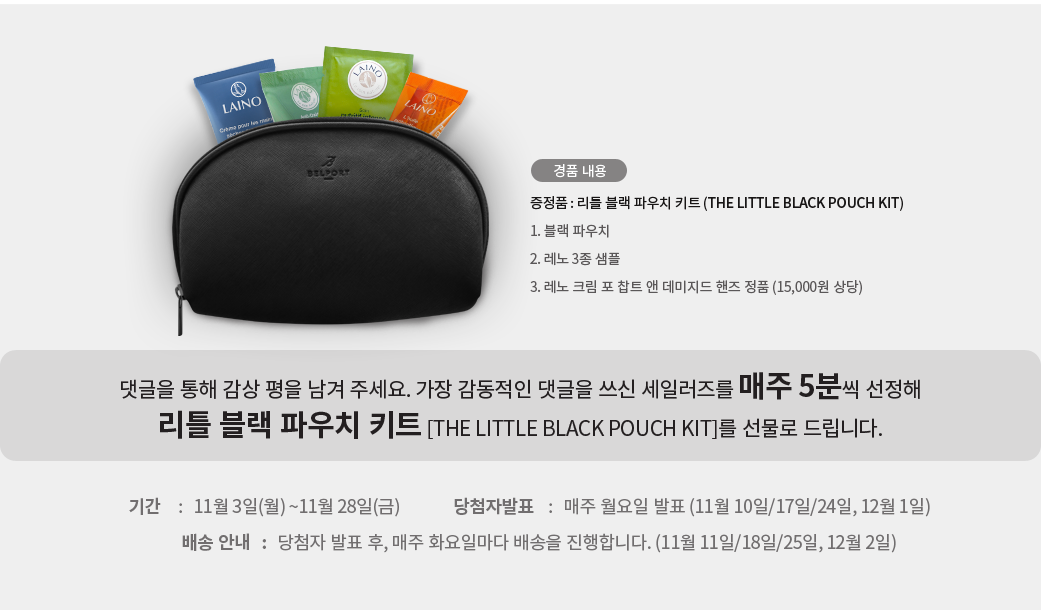 LAINO
Crème pour les mains
LAINO
LAINO
LAINO
BELPORT
경품 내용
증정품 : 리틀 블랙 파우치 키트 (THE LITTLE BLACK POUCH KIT)
1. 블랙 파우치
2. 레노 3종 샘플
3. 레노 크림 포 찹트 앤 데미지드 핸즈 정품 (15,000원 상당)
댓글을 통해 감상 평을 남겨 주세요. 가장 감동적인 댓글을 쓰신 세일러즈를 매주 5분씩 선정해
리틀 블랙 파우치 키트 [THE LITTLE BLACK POUCH KIT]를 선물로 드립니다.
기간 : 11월 3일(월) ~11월 28일(금) 당첨자발표 : 매주 월요일 발표 (11월 10일/17일/24일, 12월 1일)
배송 안내 : 당첨자 발표 후, 매주 화요일마다 배송을 진행합니다. (11월 11일/18일/25일, 12월 2일)